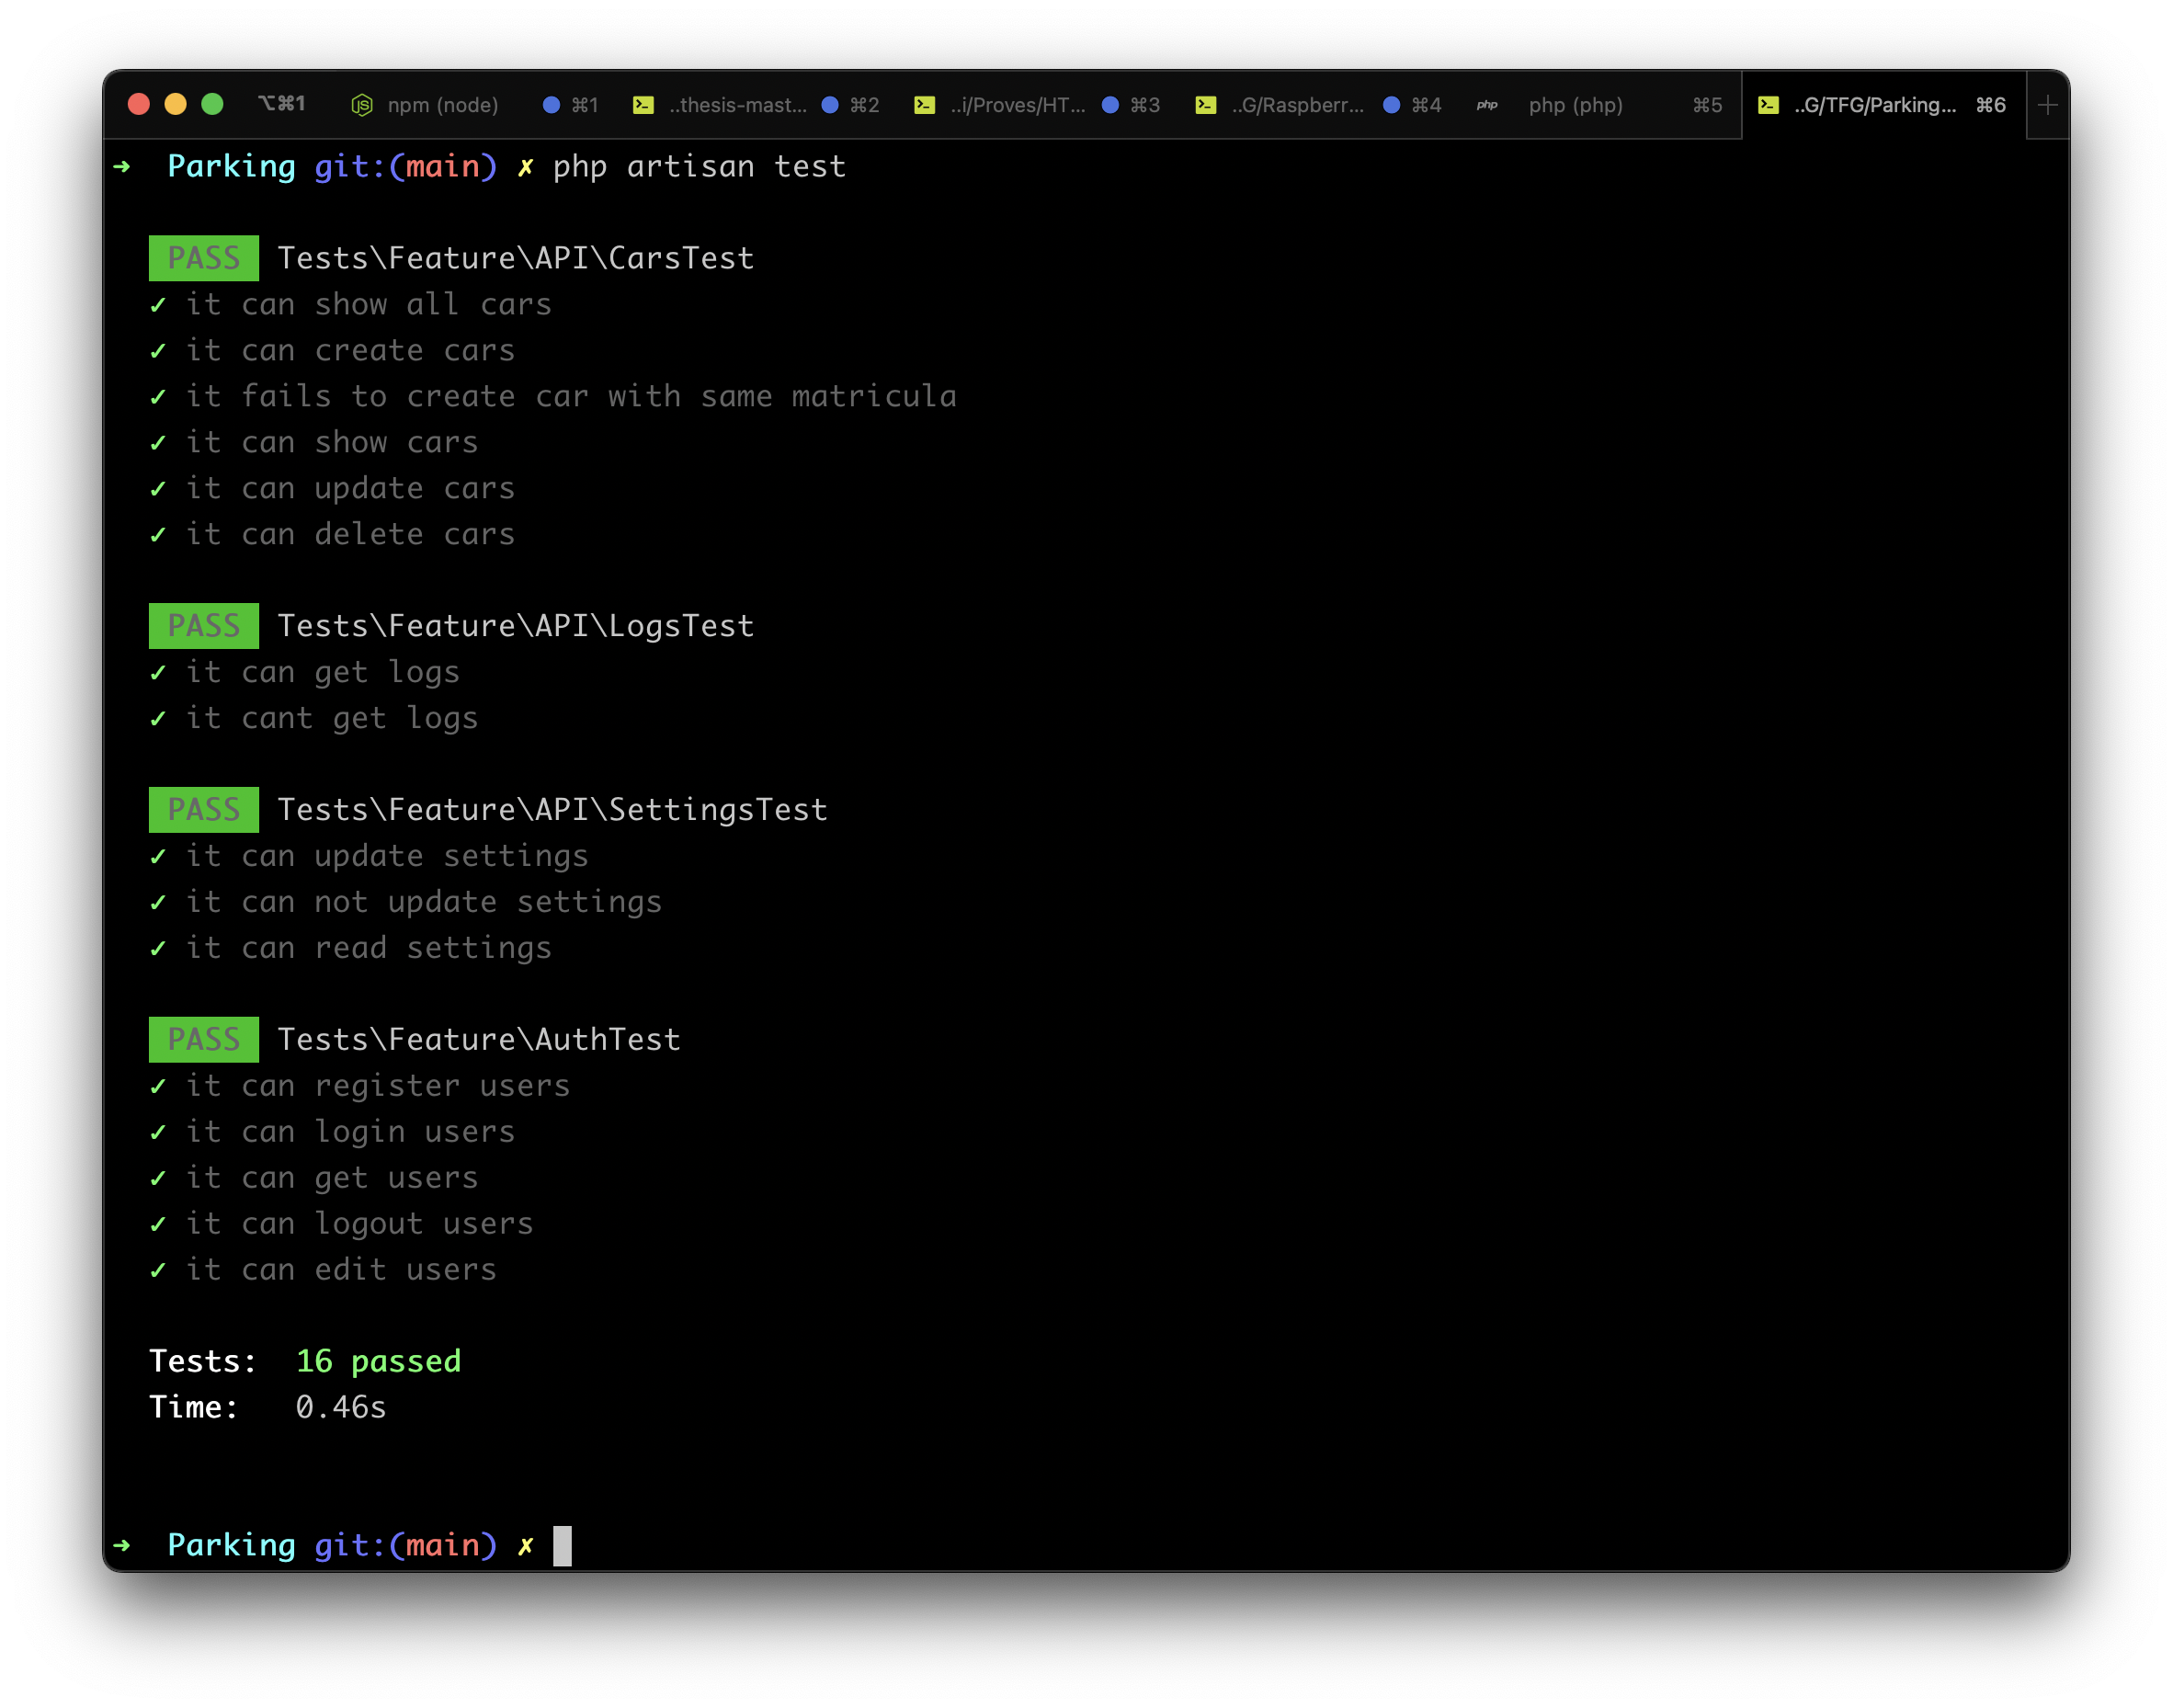 ⌥⌘1 npm (node) ⌘1 ..thesis-mast... ⌘2 ..i/Proves/HT... ⌘3 ..G/Raspberr... ⌘4 php php (php) ⌘5 ..G/TFG/Parking... ⌘6 +
➜ Parking git:(main) ✗ php artisan test
PASS Tests\Feature\API\CarsTest
✓ it can show all cars
✓ it can create cars
✓ it fails to create car with same matricula
✓ it can show cars
✓ it can update cars
✓ it can delete cars
PASS Tests\Feature\API\LogsTest
✓ it can get logs
✓ it cant get logs
PASS Tests\Feature\API\SettingsTest
✓ it can update settings
✓ it can not update settings
✓ it can read settings
PASS Tests\Feature\AuthTest
✓ it can register users
✓ it can login users
✓ it can get users
✓ it can logout users
✓ it can edit users
Tests: 16 passed
Time: 0.46s
➜ Parking git:(main) ✗